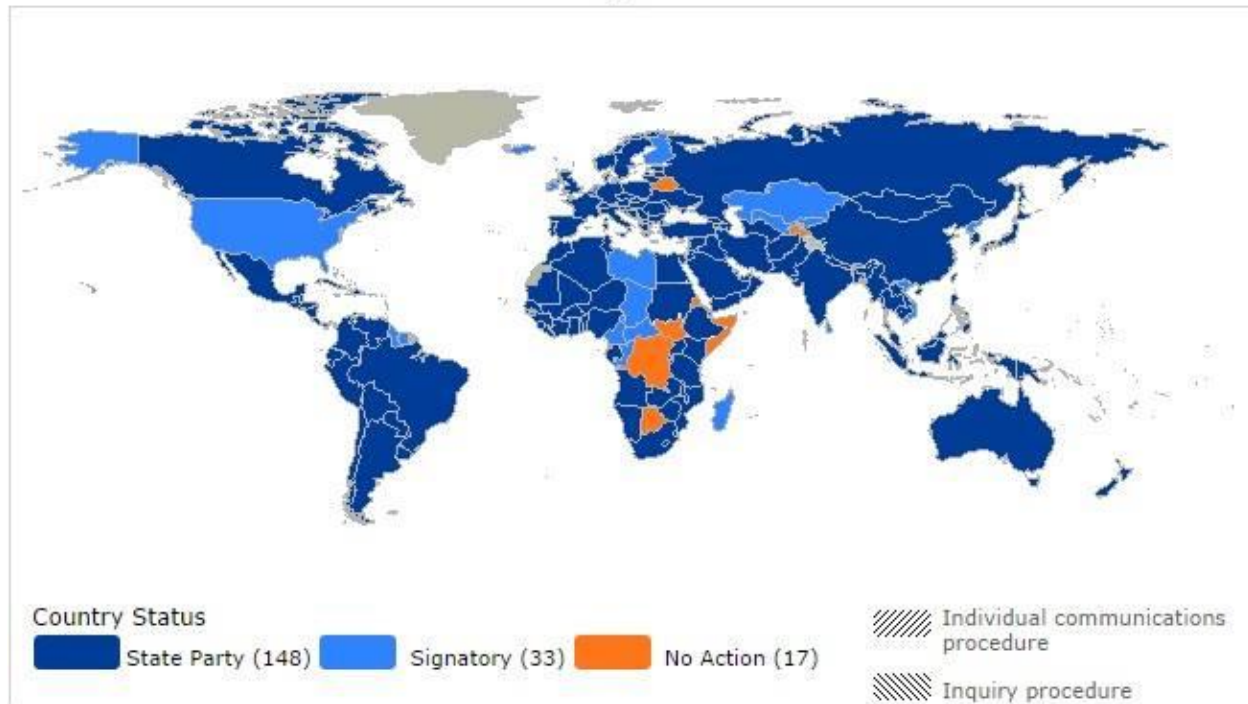 Country Status
State Party (148)
Signatory (33)
No Action (17)
Individual communications
procedure
Inquiry procedure